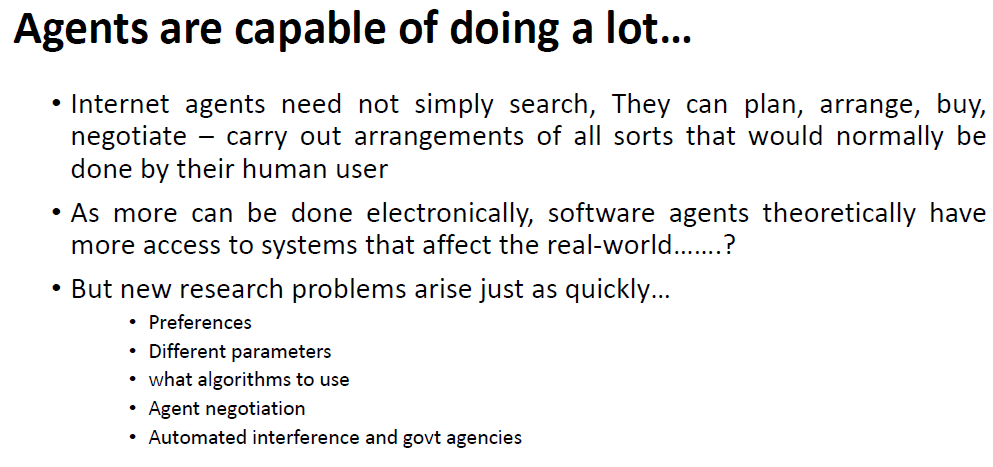 Agents are capable of doing a lot…
• Internet agents need not simply search, They can plan, arrange, buy,
negotiate – carry out arrangements of all sorts that would normally be
done by their human user
• As more can be done electronically, software agents theoretically have
more access to systems that affect the real-world…….?
• But new research problems arise just as quickly…
• Preferences
• Different parameters
• what algorithms to use
• Agent negotiation
• Automated interference and govt agencies